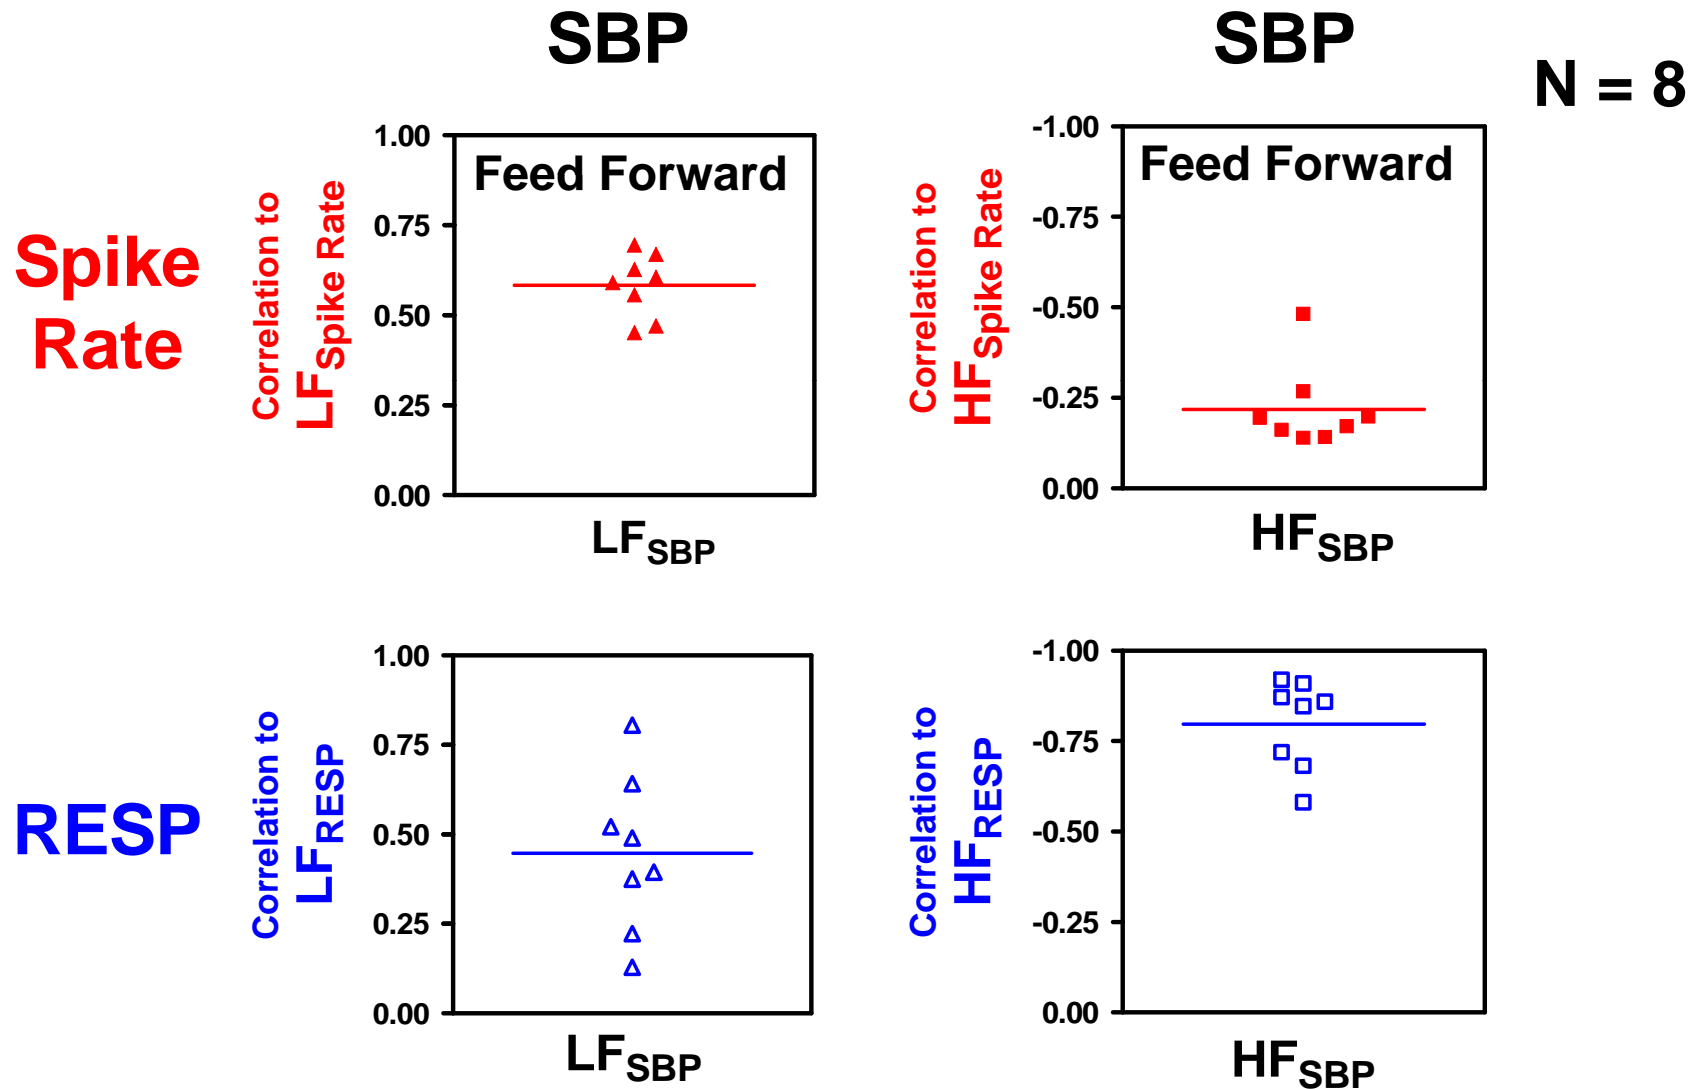 SBP
SBP
N = 8
Spike
Rate
Correlation to
LFSpike Rate
1.00
0.75
0.50
0.25
0.00
Feed Forward
LFSBP
Correlation to
HFSpike Rate
-1.00
-0.75
-0.50
-0.25
0.00
Feed Forward
HFSBP
RESP
Correlation to
LFRESP
1.00
0.75
0.50
0.25
0.00
LFSBP
Correlation to
HFRESP
-1.00
-0.75
-0.50
-0.25
0.00
HFSBP